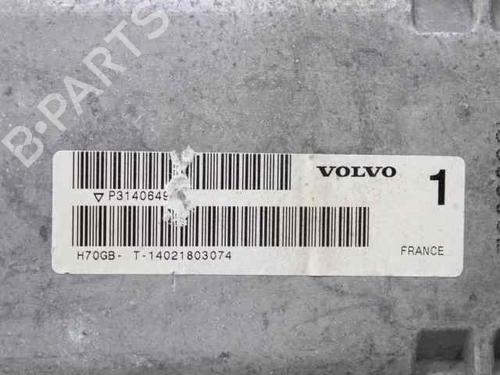 B-PARTS
VOLVO
1
▽ P3140649
H70GB- T-14021803074
FRANCE